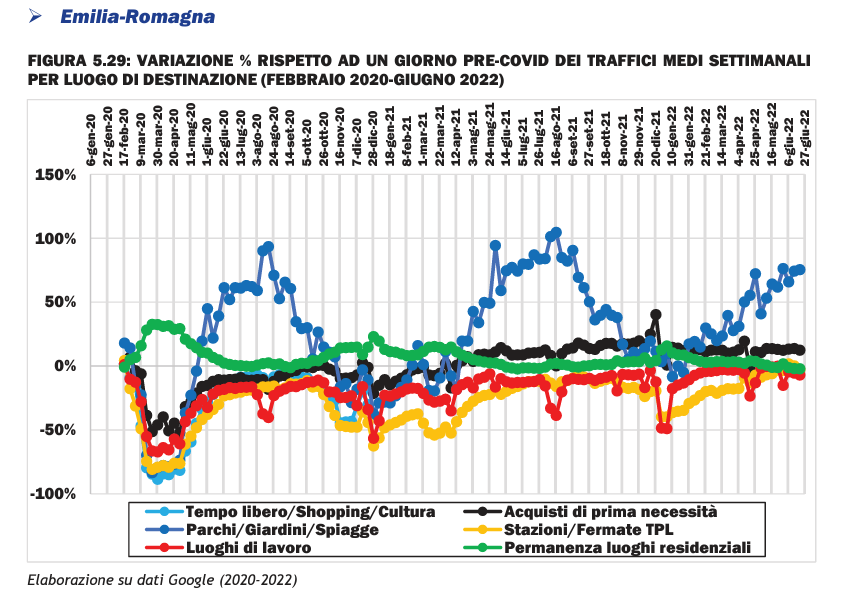 ➢ Emilia-Romagna
FIGURA 5.29: VARIAZIONE % RISPETTO AD UN GIORNO PRE-COVID DEI TRAFFICI MEDI SETTIMANALI
PER LUOGO DI DESTINAZIONE (FEBBRAIO 2020-GIUGNO 2022)
6-gen-20
27-gen-20
17-feb-20
9-mar-20
30-mar-20
20-apr-20
11-mag-20
1-giu-20
22-giu-20
13-lug-20
3-ago-20
24-ago-20
14-set-20
5-ott-20
26-ott-20
16-nov-20
7-dic-20
28-dic-20
18-gen-21
8-feb-21
1-mar-21
22-mar-21
12-apr-21
3-mag-21
24-mag-21
14-giu-21
5-lug-21
26-lug-21
16-ago-21
6-set-21
27-set-21
18-ott-21
8-nov-21
29-nov-21
20-dic-21
10-gen-22
31-gen-22
21-feb-22
14-mar-22
4-apr-22
25-apr-22
16-mag-22
6-giu-22
27-giu-22
150%
100%
50%
0%
-50%
-100%
Tempo libero/Shopping/Cultura
Acquisti di prima necessità
Parchi/Giardini/Spiagge
Stazioni/Fermate TPL
Luoghi di lavoro
Permanenza luoghi residenziali
Elaborazione su dati Google (2020-2022)